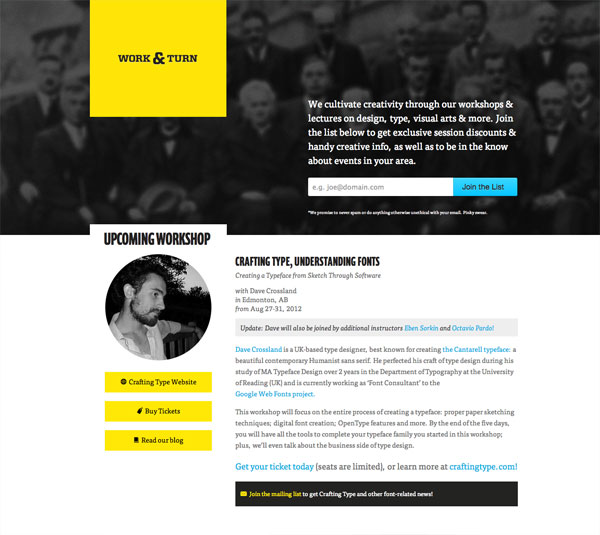 WORK & TURN
We cultivate creativity through our workshops &
lectures on design, type, visual arts & more. Join
the list below to get exclusive session discounts &
handy creative info, as well as to be in the know
about events in your area.
e.g. joe@domain.com
Join the List
*We promise to never spam or do anything otherwise unethical with your email. Pinky swear.
UPCOMING WORKSHOP
CRAFTING TYPE, UNDERSTANDING FONTS
Creating a Typeface from Sketch Through Software
with Dave Crossland
in Edmonton, AB
from Aug 27-31, 2012
Update: Dave will also be joined by additional instructors Eben Sorkin and Octavio Pardo!
Dave Crossland is a UK-based type designer, best known for creating the Cantarell typeface: a
beautiful contemporary Humanist sans serif. He perfected his craft of type design during his
study of MA Typeface Design over 2 years in the Department of Typography at the University
of Reading (UK) and is currently working as 'Font Consultant' to the
Google Web Fonts project.
This workshop will focus on the entire process of creating a typeface: proper paper sketching
techniques; digital font creation; OpenType features and more. By the end of the five days,
you will have all the tools to complete your typeface family you started in this workshop;
plus, we'll even talk about the business side of type design.
Get your ticket today (seats are limited), or learn more at craftingtype.com!
Join the mailing list to get Crafting Type and other font-related news!
Crafting Type Website
Buy Tickets
Read our blog